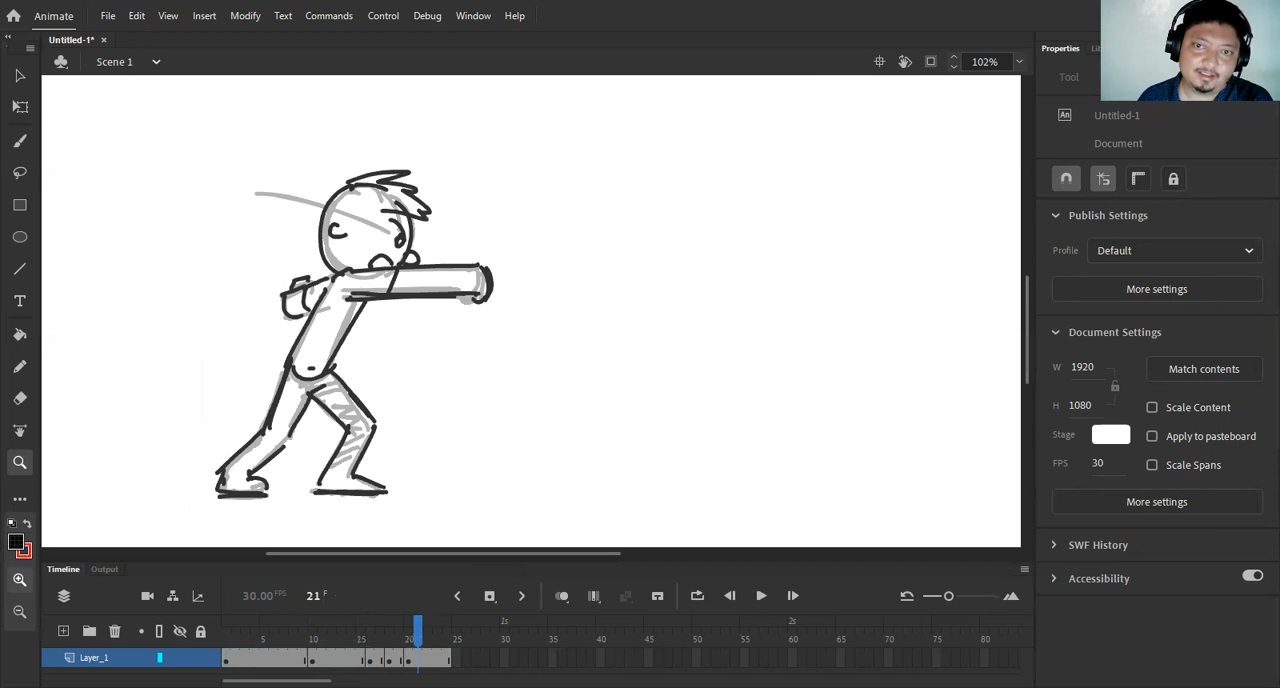 Animate File Edit View Insert Modify Text Commands Control Debug Window Help
Untitled-1* ×
Scene 1 102%
Properties Li
Tool
An Untitled-1
Document
Publish Settings
Profile Default
More settings
Document Settings
W 1920 Match contents
H 1080 Scale Content
Stage Apply to pasteboard
FPS 30 Scale Spans
More settings
SWF History
Accessibility
Timeline Output
30.00 FPS 21 F
1s 2s
5 10 15 20 25 30 35 40 45 50 55 60 65 70 75 80
Layer_1